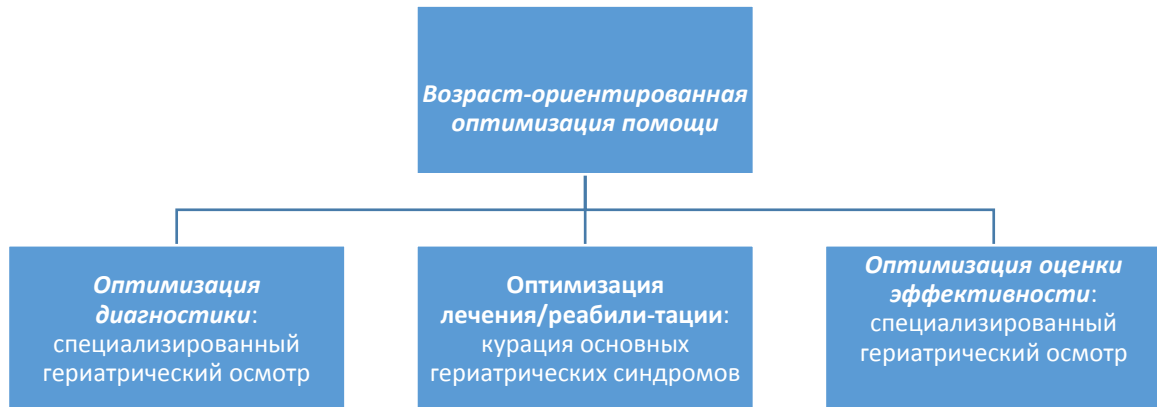 Возраст-ориентированная
оптимизация помощи
Оптимизация
диагностики:
специализированный
гериатрический осмотр
Оптимизация
лечения/реабили-тации:
курация основных
гериатрических синдромов
Оптимизация оценки
эффективности:
специализированный
гериатрический осмотр